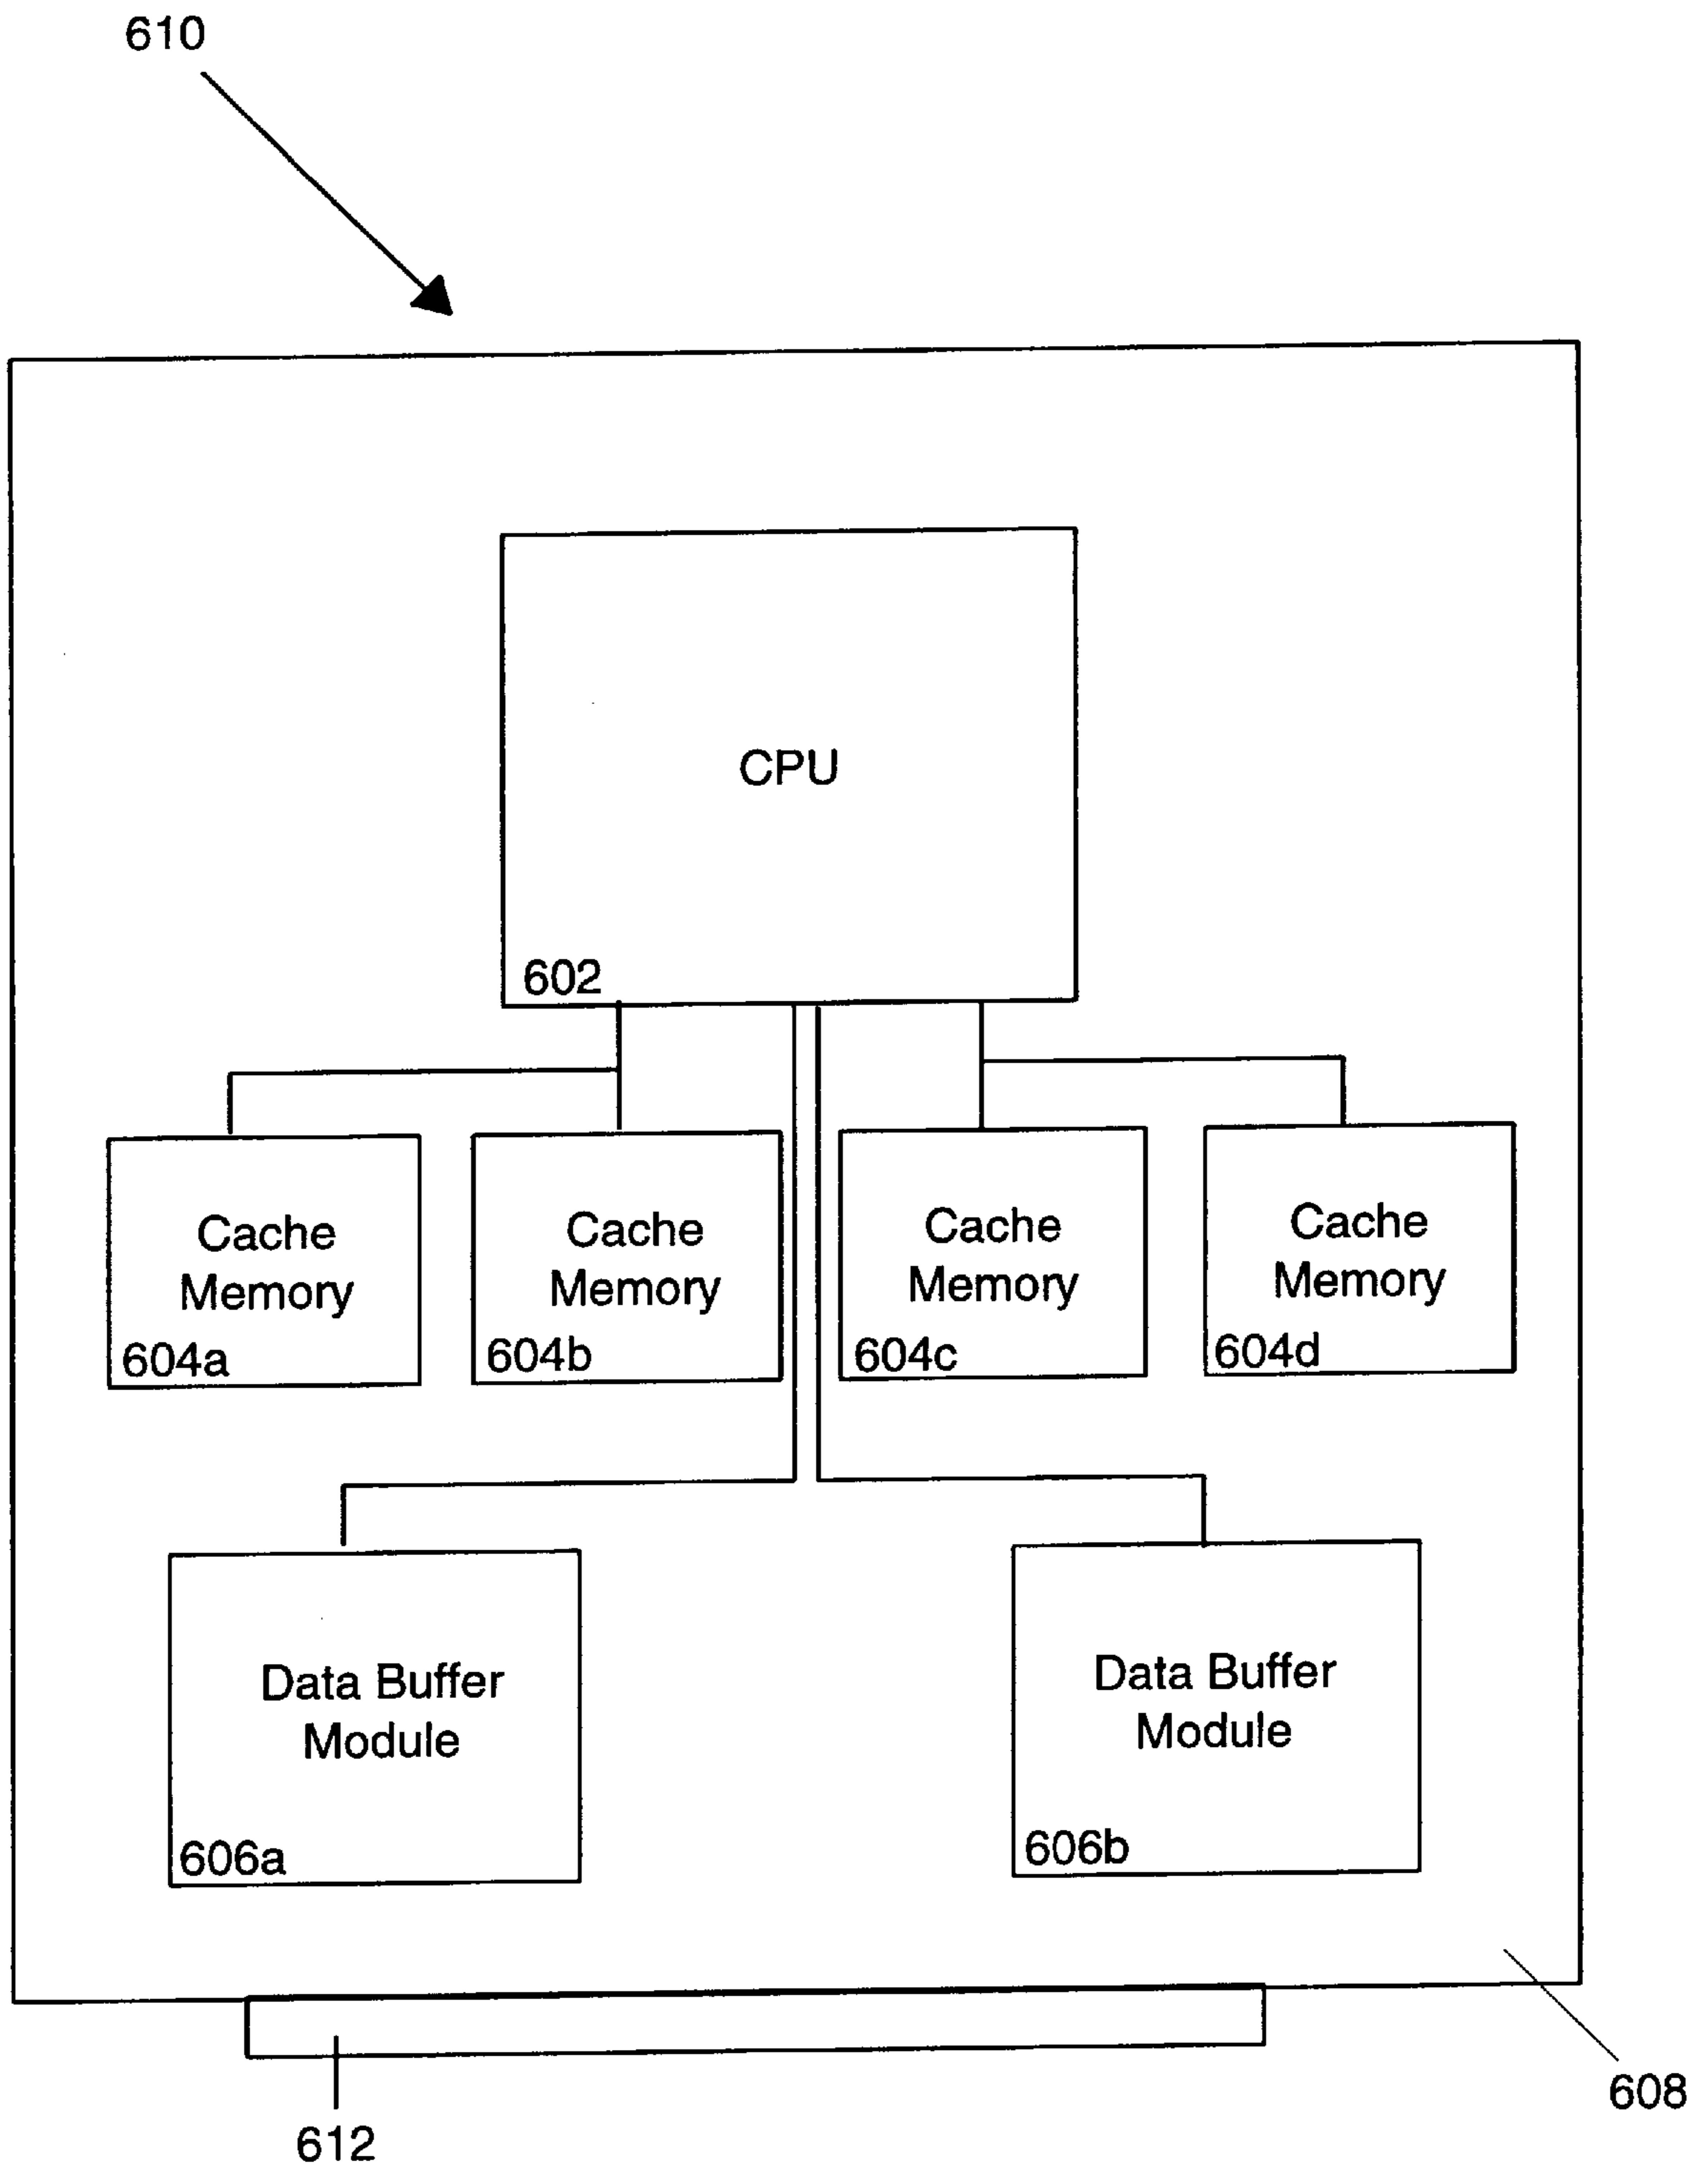 610
CPU
602
Cache
Memory
604a
Cache
Memory
604b
Cache
Memory
604c
Cache
Memory
604d
Data Buffer
Module
606a
Data Buffer
Module
606b
612
608